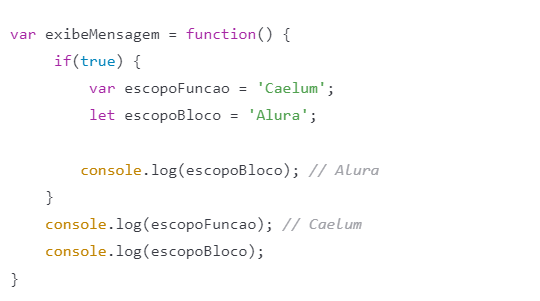 var exibeMensagem = function() {
if(true) {
var escopoFuncao = 'Caelum';
let escopoBloco = 'Alura';
console.log(escopoBloco); // Alura
}
console.log(escopoFuncao); // Caelum
console.log(escopoBloco);
}